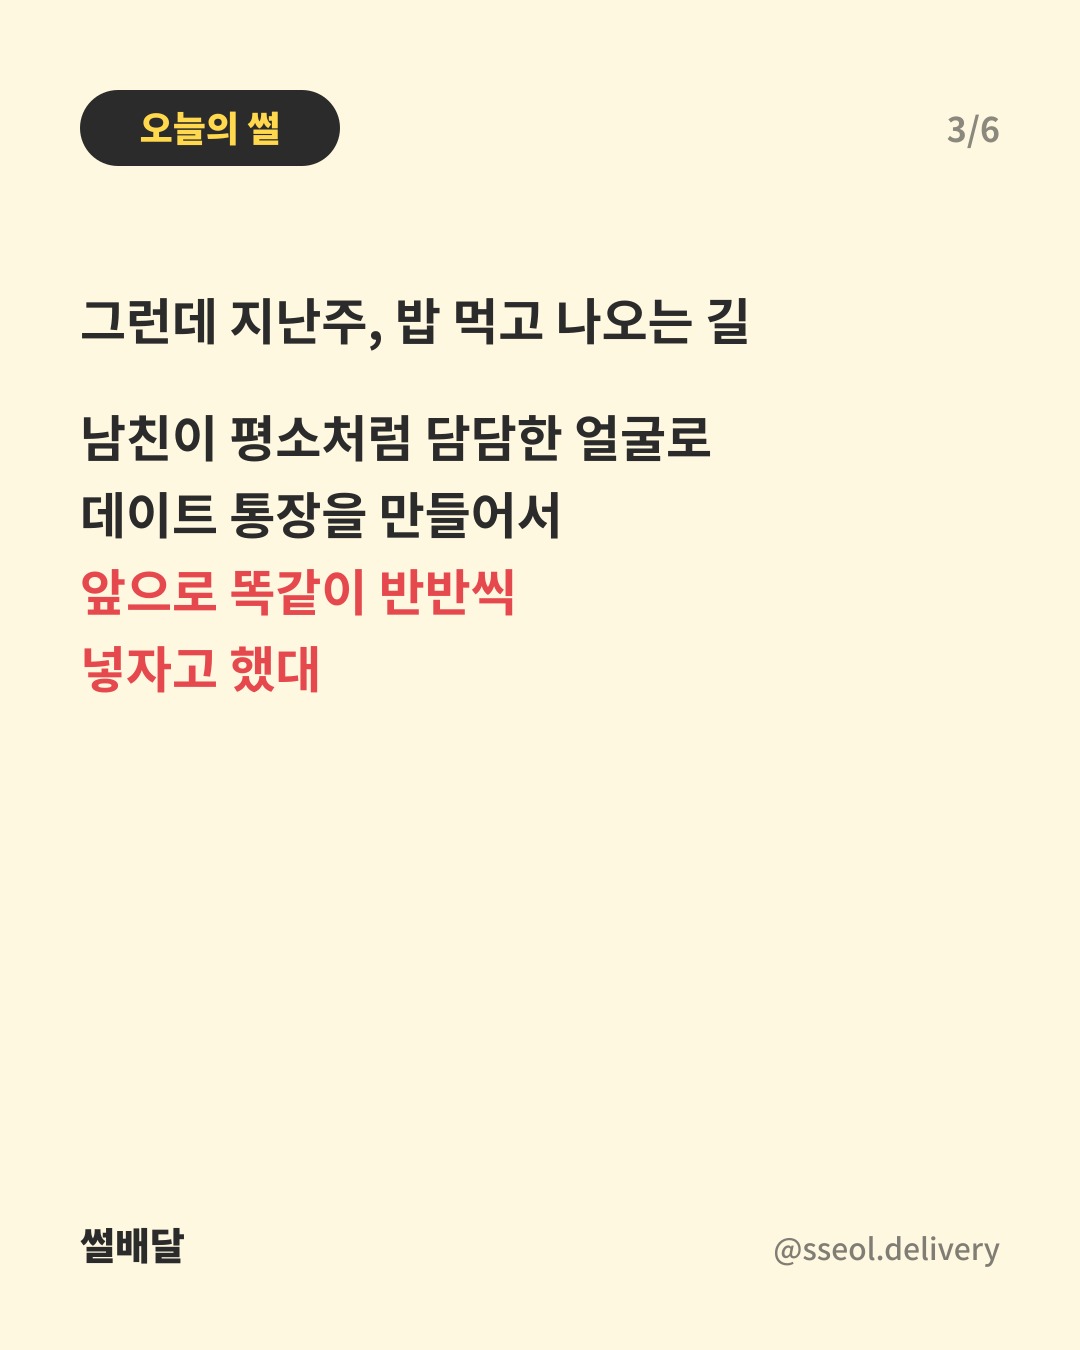 오늘의 썰
3/6
그런데 지난주, 밥 먹고 나오는 길
남친이 평소처럼 담담한 얼굴로
데이트 통장을 만들어서
앞으로 똑같이 반반씩
넣자고 했대
썰배달
@sseol.delivery